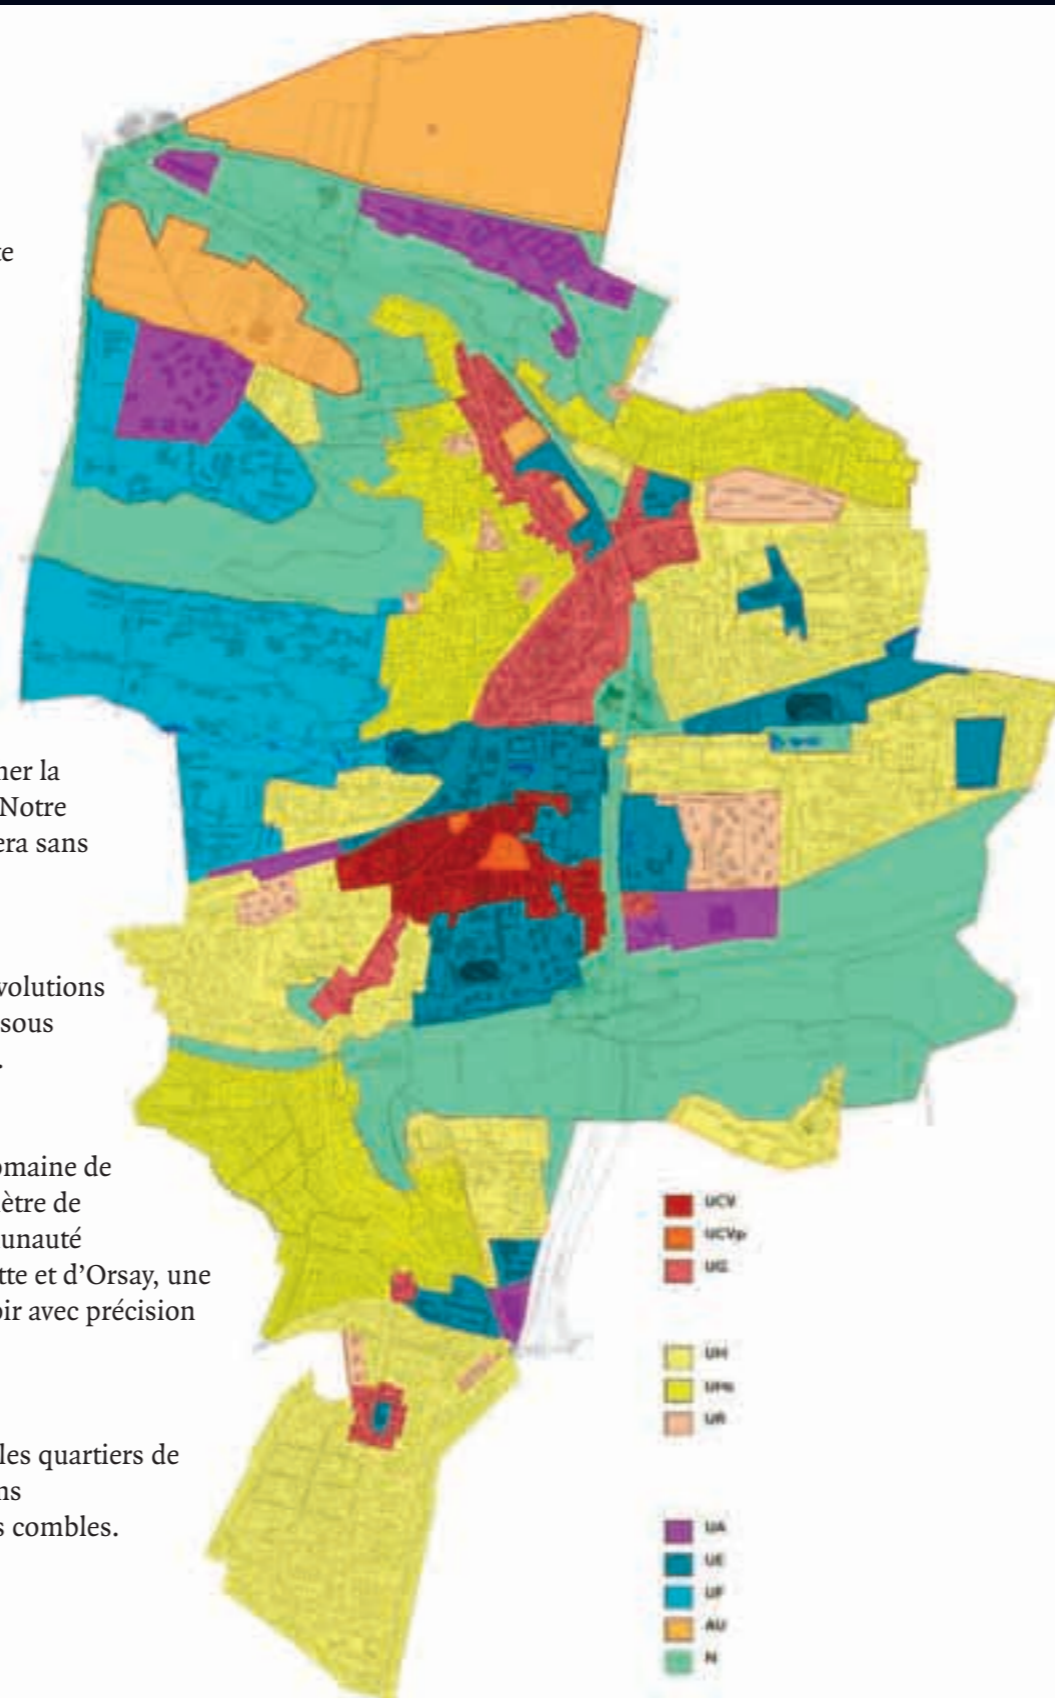 te
ner la
Notre
era sans
volutions
sous
.
omaine de
ètre de
unauté
tte et d'Orsay, une
oir avec précision
les quartiers de
ns
s combles.
UCV
UCVp
UG
UH
UR
UA
UE
UF
AU
N